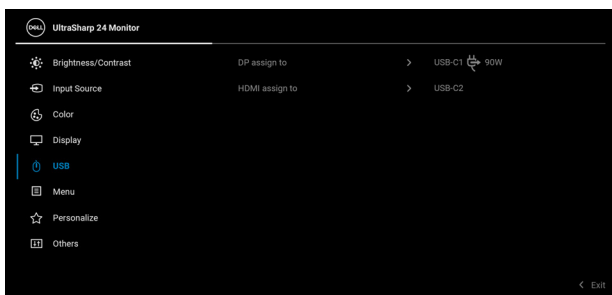 DELL UltraSharp 24 Monitor
Brightness/Contrast DP assign to > USB-C1 90W
Input Source HDMI assign to > USB-C2
Color
Display
USB
Menu
Personalize
Others
< Exit